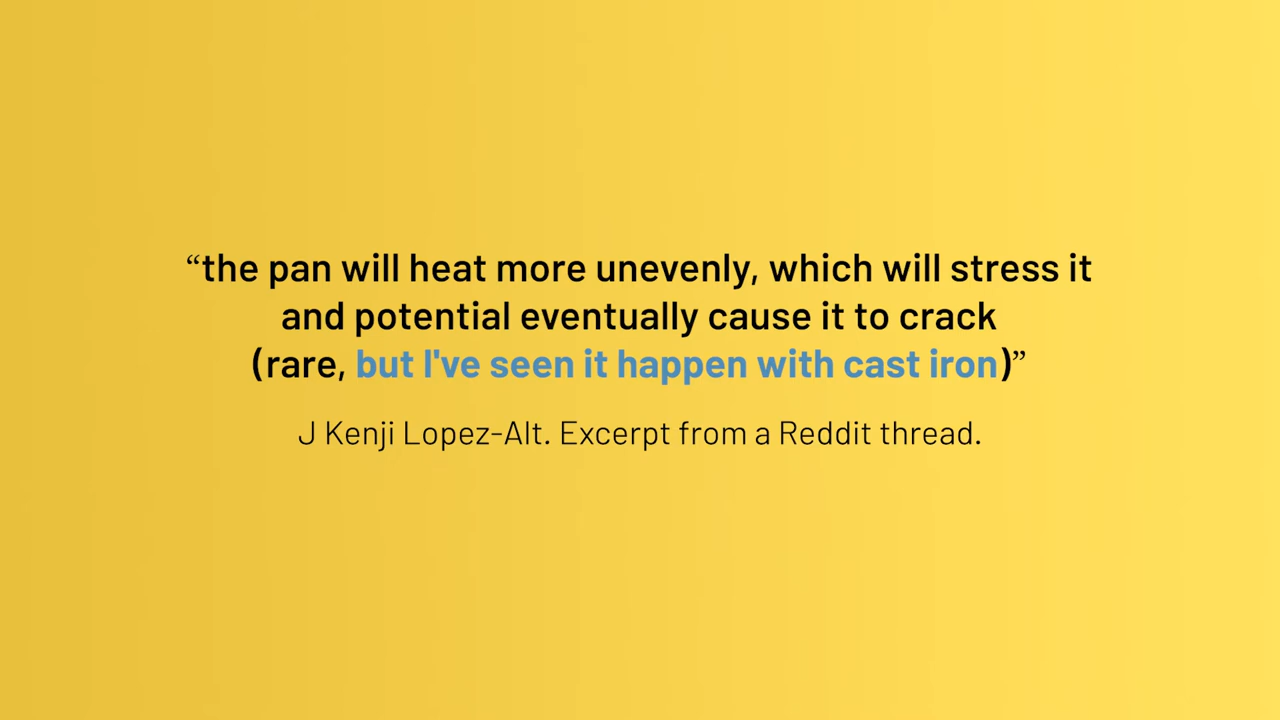 “the pan will heat more unevenly, which will stress it
and potential eventually cause it to crack
(rare, but I've seen it happen with cast iron)”
J Kenji Lopez-Alt. Excerpt from a Reddit thread.